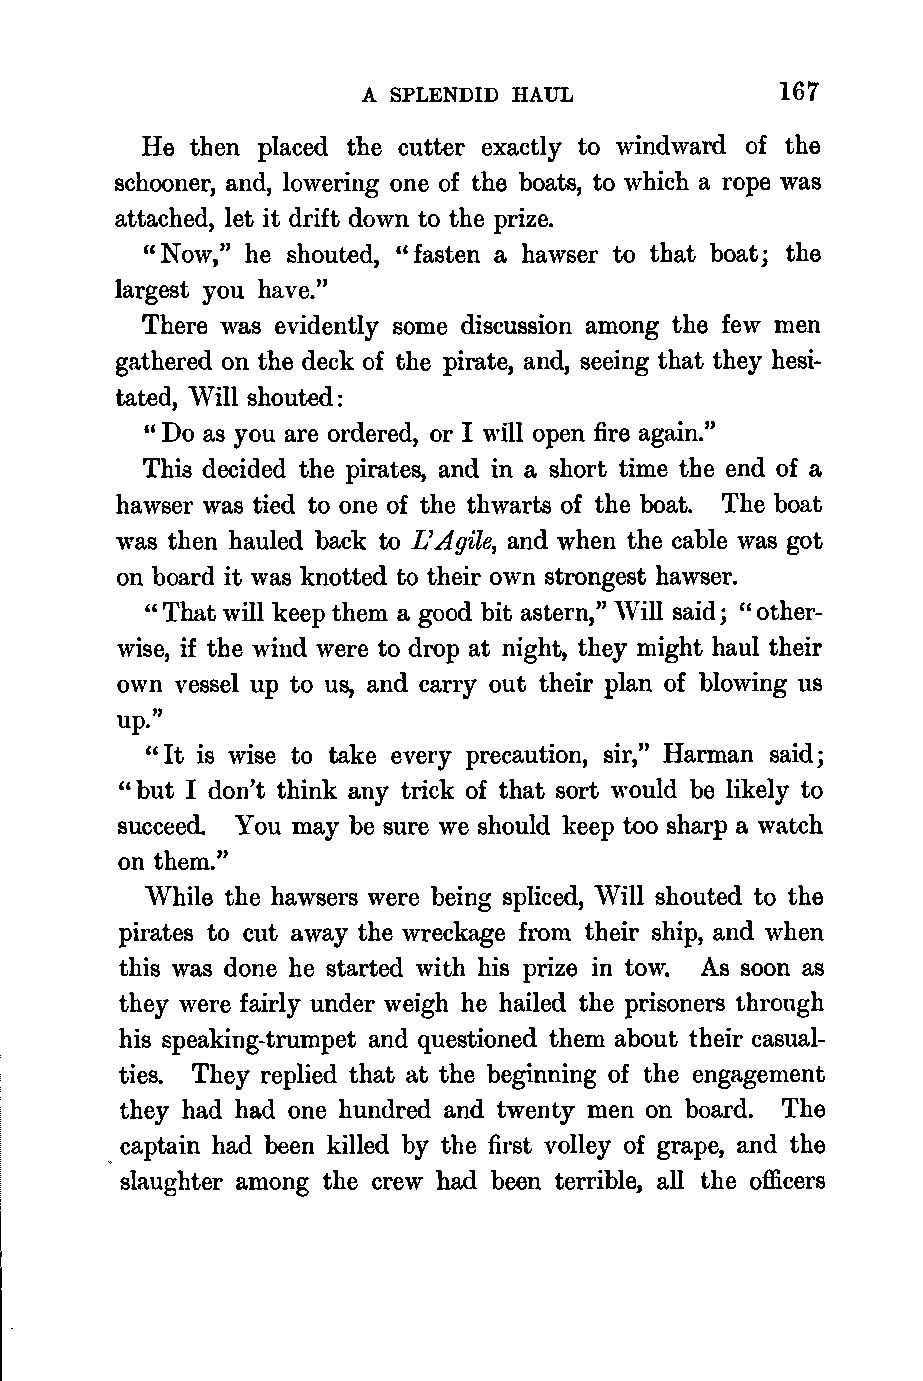 A SPLENDID HAUL 167
He then placed the cutter exactly to windward of the
schooner, and, lowering one of the boats, to which a rope was
attached, let it drift down to the prize.
“Now,” he shouted, “fasten a hawser to that boat; the
largest you have.”
There was evidently some discussion among the few men
gathered on the deck of the pirate, and, seeing that they hesi-
tated, Will shouted:
“Do as you are ordered, or I will open fire again.”
This decided the pirates, and in a short time the end of a
hawser was tied to one of the thwarts of the boat. The boat
was then hauled back to L’Agile, and when the cable was got
on board it was knotted to their own strongest hawser.
“That will keep them a good bit astern,” Will said; “other-
wise, if the wind were to drop at night, they might haul their
own vessel up to us, and carry out their plan of blowing us
up.”
“It is wise to take every precaution, sir,” Harman said;
“but I don’t think any trick of that sort would be likely to
succeed. You may be sure we should keep too sharp a watch
on them.”
While the hawsers were being spliced, Will shouted to the
pirates to cut away the wreckage from their ship, and when
this was done he started with his prize in tow. As soon as
they were fairly under weigh he hailed the prisoners through
his speaking-trumpet and questioned them about their casual-
ties. They replied that at the beginning of the engagement
they had had one hundred and twenty men on board. The
captain had been killed by the first volley of grape, and the
slaughter among the crew had been terrible, all the officers